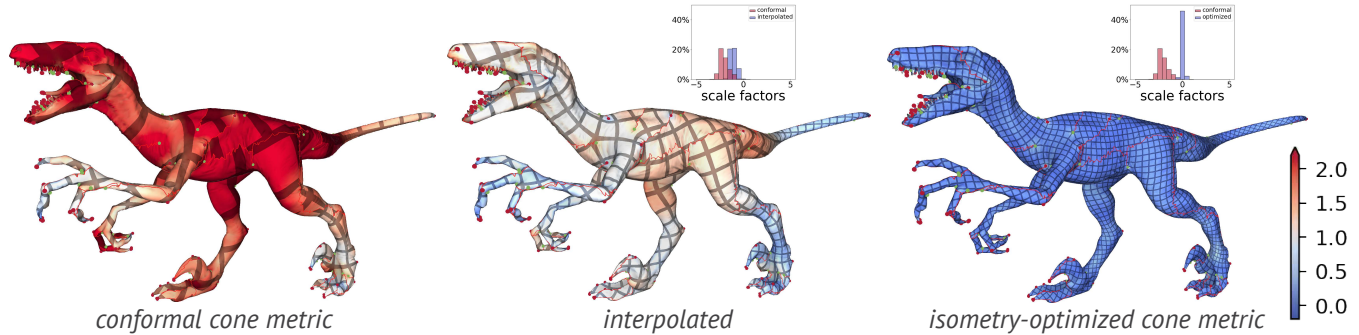 40%
20%
0%
conformal
interpolated
−5
0
5
scale factors
40%
20%
0%
conformal
optimized
−5
0
5
scale factors
2.0
1.5
1.0
0.5
0.0
conformal cone metric
interpolated
isometry-optimized cone metric